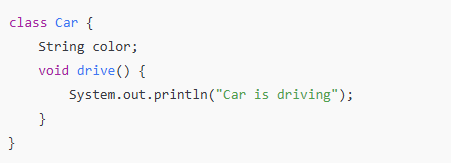 class Car {
    String color;
    void drive() {
        System.out.println("Car is driving");
    }
}